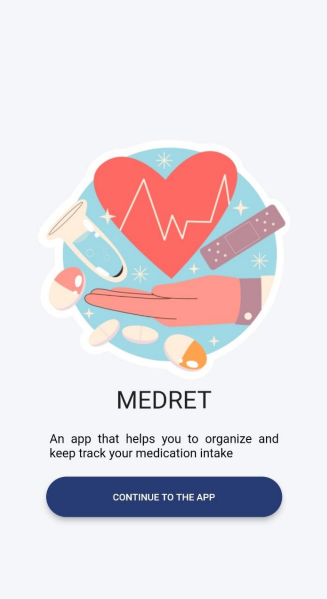 MEDRET
An app that helps you to organize and
keep track your medication intake
CONTINUE TO THE APP